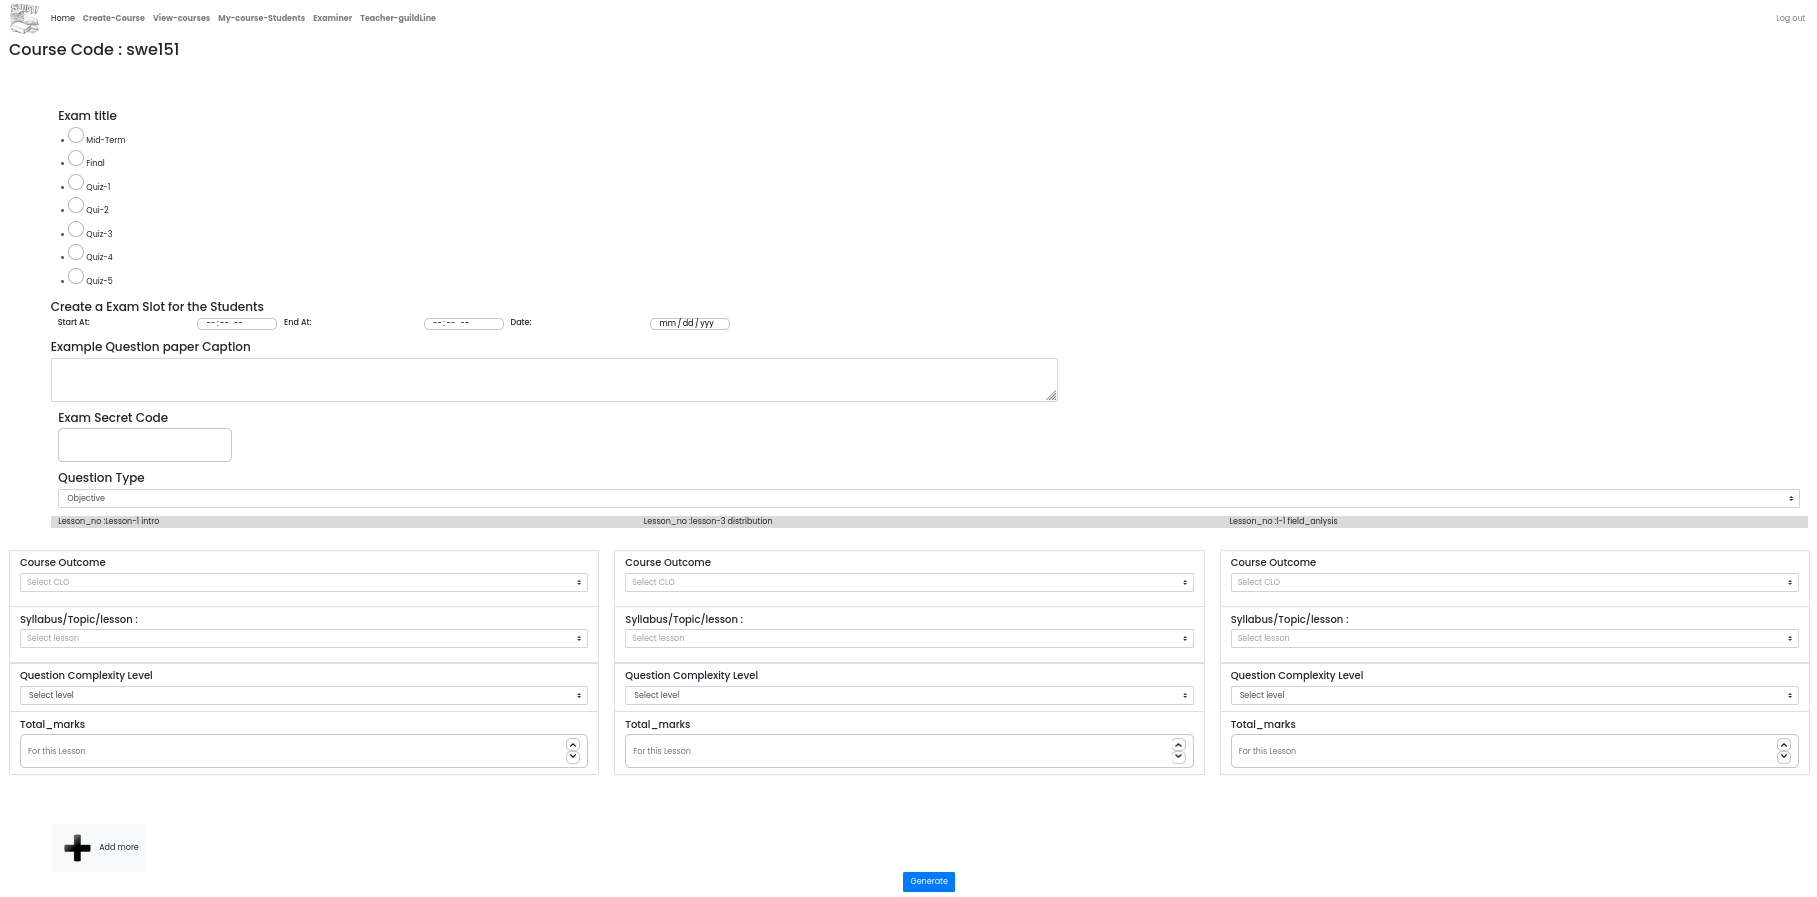 STUDY
Home Create-Course View-courses My-course-Students Examiner Teacher-guildLine Log out
Course Code : swe151
Exam title
Mid-Term
Final
Quiz-1
Qui-2
Quiz-3
Quiz-4
Quiz-5
Create a Exam Slot for the Students
Start At: --:-- -- End At: --:-- -- Date: mm/dd/yyy
Example Question paper Caption
Exam Secret Code
Question Type
Objective
Lesson_no :Lesson-1 intro Lesson_no :lesson-3 distribution Lesson_no :l-1 field_anlysis
Course Outcome Course Outcome Course Outcome
Select CLO Select CLO Select CLO
Syllabus/Topic/lesson : Syllabus/Topic/lesson : Syllabus/Topic/lesson :
Select lesson Select lesson Select lesson
Question Complexity Level Question Complexity Level Question Complexity Level
Select level Select level Select level
Total_marks Total_marks Total_marks
For this Lesson For this Lesson For this Lesson
Add more
Generate